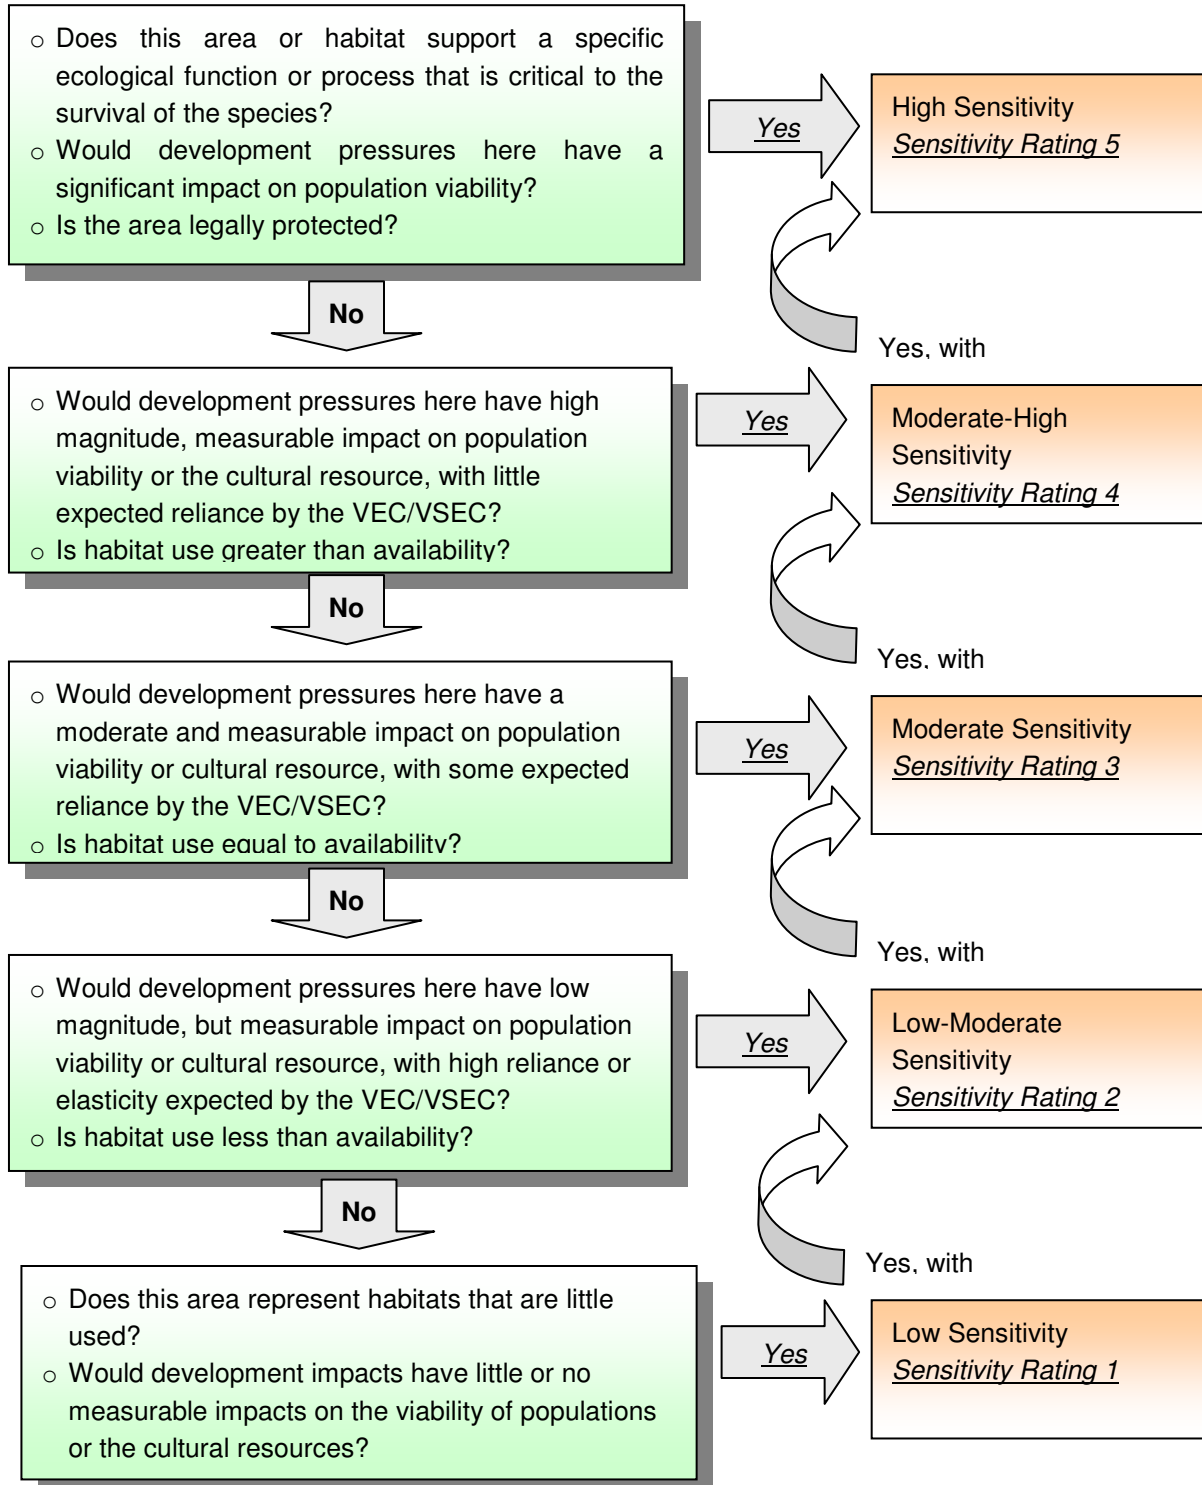 ○ Does this area or habitat support a specific
ecological function or process that is critical to the
survival of the species?
○ Would development pressures here have a
significant impact on population viability?
○ Is the area legally protected?
Yes
High Sensitivity
Sensitivity Rating 5
No
Yes, with
○ Would development pressures here have high
magnitude, measurable impact on population
viability or the cultural resource, with little
expected reliance by the VEC/VSEC?
○ Is habitat use greater than availability?
Yes
Moderate-High
Sensitivity
Sensitivity Rating 4
No
Yes, with
○ Would development pressures here have a
moderate and measurable impact on population
viability or cultural resource, with some expected
reliance by the VEC/VSEC?
○ Is habitat use equal to availability?
Yes
Moderate Sensitivity
Sensitivity Rating 3
No
Yes, with
○ Would development pressures here have low
magnitude, but measurable impact on population
viability or cultural resource, with high reliance or
elasticity expected by the VEC/VSEC?
○ Is habitat use less than availability?
Yes
Low-Moderate
Sensitivity
Sensitivity Rating 2
No
Yes, with
○ Does this area represent habitats that are little
used?
○ Would development impacts have little or no
measurable impacts on the viability of populations
or the cultural resources?
Yes
Low Sensitivity
Sensitivity Rating 1